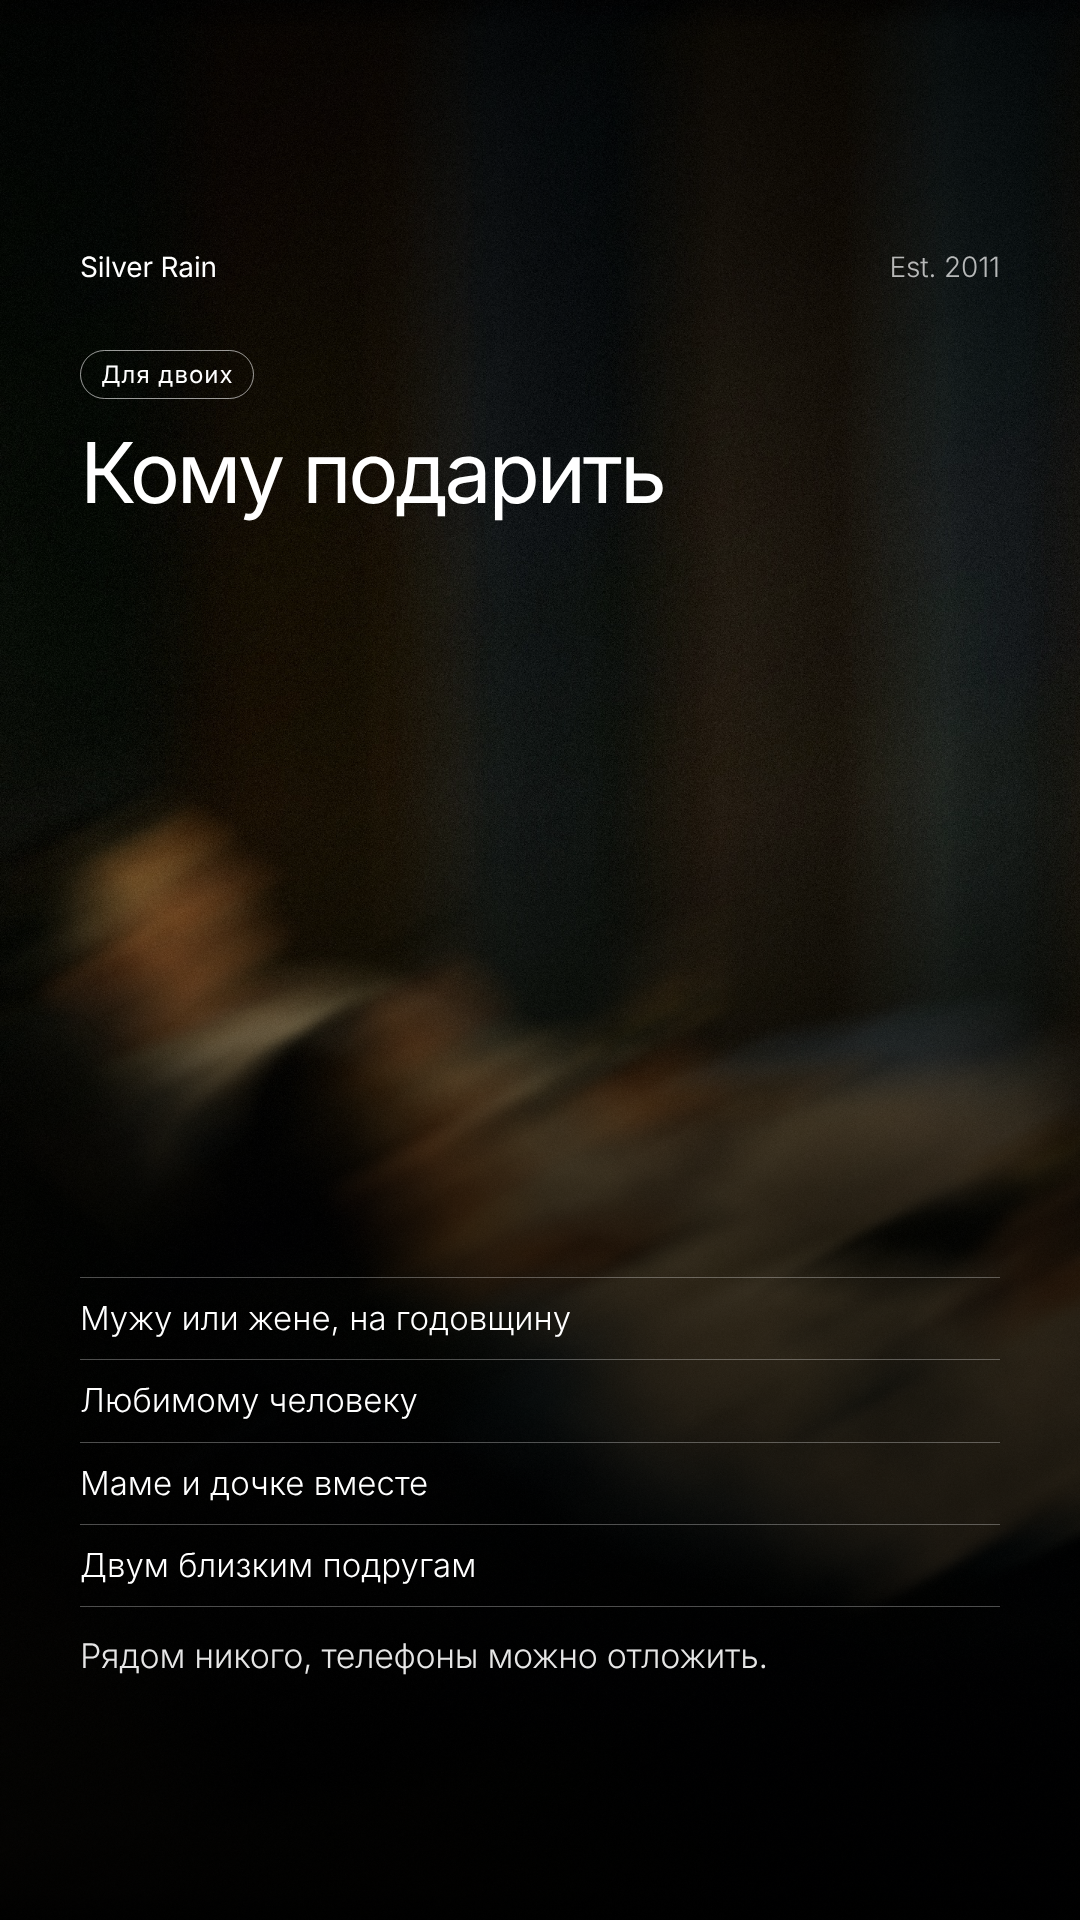 Silver Rain
Est. 2011
Для двоих
Кому подарить
Мужу или жене, на годовщину
Любимому человеку
Маме и дочке вместе
Двум близким подругам
Рядом никого, телефоны можно отложить.